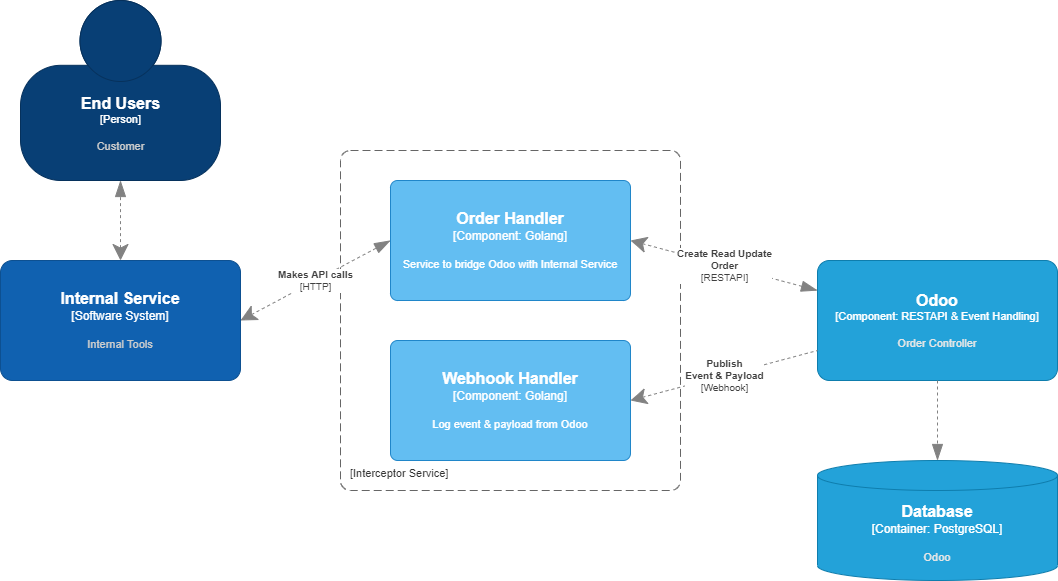 End Users
[Person]
Customer
Internal Service
[Software System]
Internal Tools
Makes API calls
[HTTP]
Order Handler
[Component: Golang]
Service to bridge Odoo with Internal Service
Webhook Handler
[Component: Golang]
Log event & payload from Odoo
[Interceptor Service]
Create Read Update
Order
[RESTAPI]
Publish
Event & Payload
[Webhook]
Odoo
[Component: RESTAPI & Event Handling]
Order Controller
Database
[Container: PostgreSQL]
Odoo